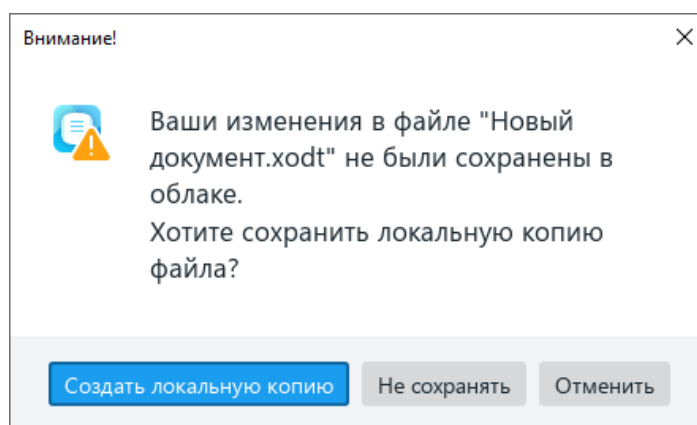 Внимание!
Ваши изменения в файле "Новый
документ.xodt" не были сохранены в
облаке.
Хотите сохранить локальную копию
файла?
Создать локальную копию Не сохранять Отменить